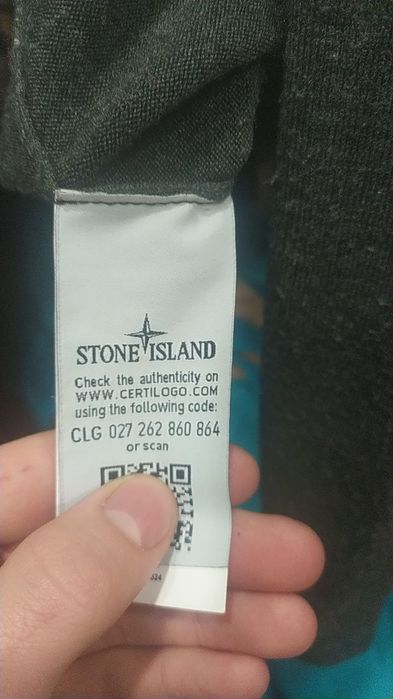 STONE ISLAND
Check the authenticity on
WWW.CERTILOGO.COM
using the following code:
CLG 027 262 860 864
or scan